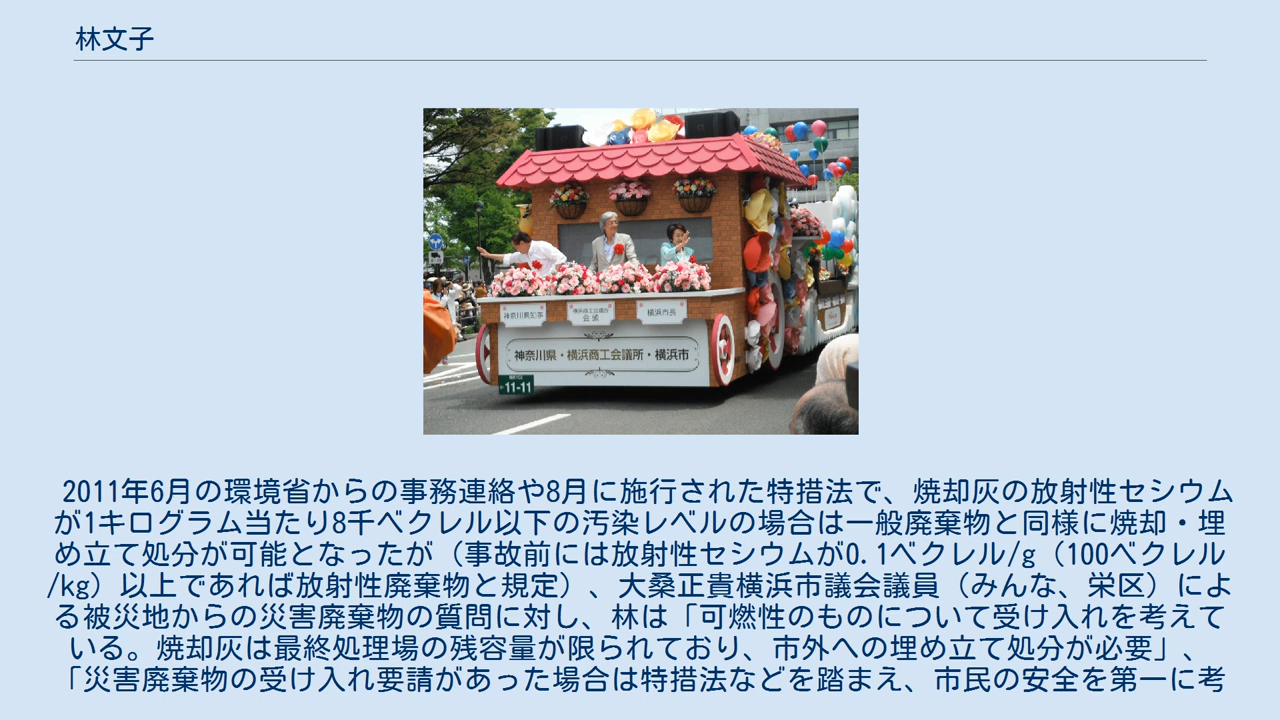 林文子
神奈川県知事
横浜商工会議所
会頭
横浜市長
神奈川県・横浜商工会議所・横浜市
11-11
2011年6月の環境省からの事務連絡や8月に施行された特措法で、焼却灰の放射性セシウム
が1キログラム当たり8千ベクレル以下の汚染レベルの場合は一般廃棄物と同様に焼却・埋
め立て処分が可能となったが（事故前には放射性セシウムが0.1ベクレル/g（100ベクレル
/kg）以上であれば放射性廃棄物と規定）、大桑正貴横浜市議会議員（みんな、栄区）によ
る被災地からの災害廃棄物の質問に対し、林は「可燃性のものについて受け入れを考えて
いる。焼却灰は最終処理場の残容量が限られており、市外への埋め立て処分が必要」、
「災害廃棄物の受け入れ要請があった場合は特措法などを踏まえ、市民の安全を第一に考